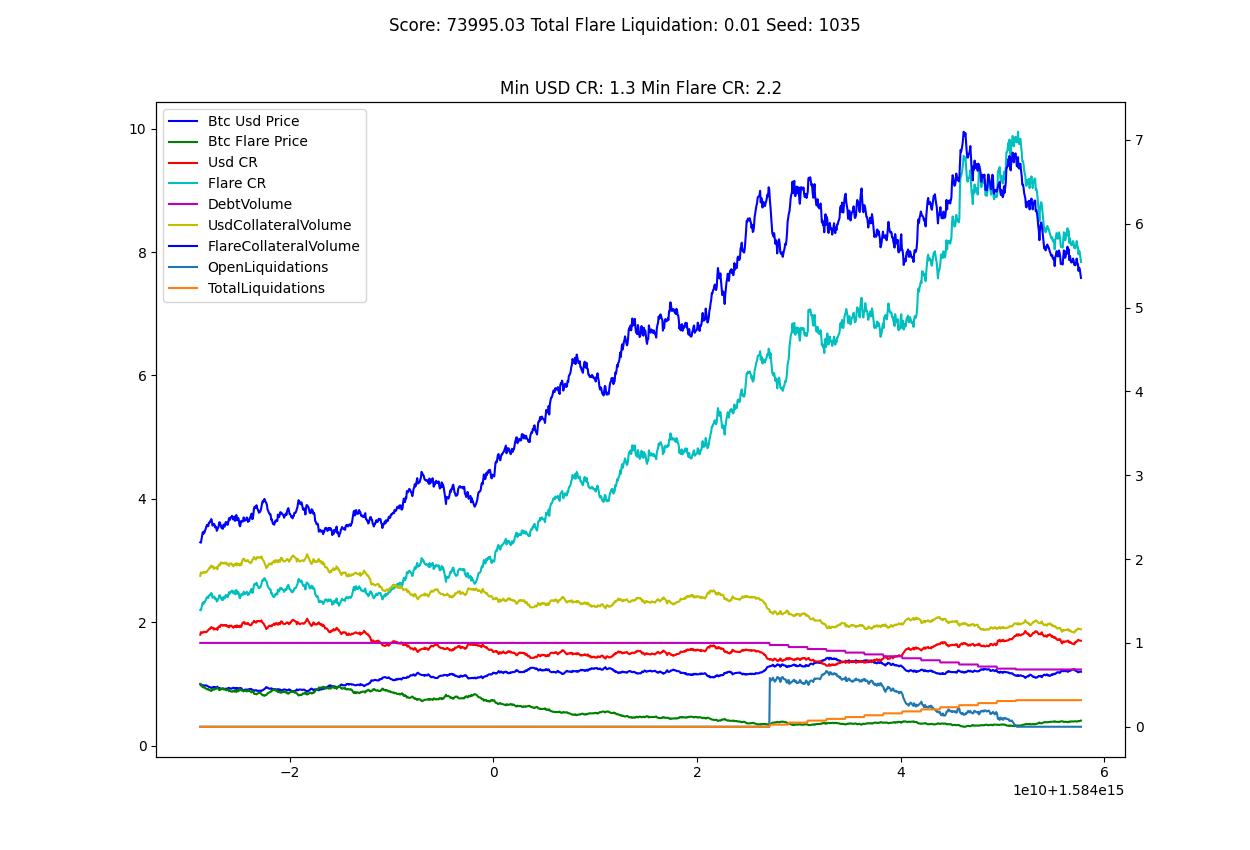 Score: 73995.03 Total Flare Liquidation: 0.01 Seed: 1035
Min USD CR: 1.3 Min Flare CR: 2.2
Btc Usd Price
Btc Flare Price
Usd CR
Flare CR
DebtVolume
UsdCollateralVolume
FlareCollateralVolume
OpenLiquidations
TotalLiquidations
10
8
6
4
2
0
7
6
5
4
3
2
1
0
−2
0
2
4
6
1e10+1.584e15